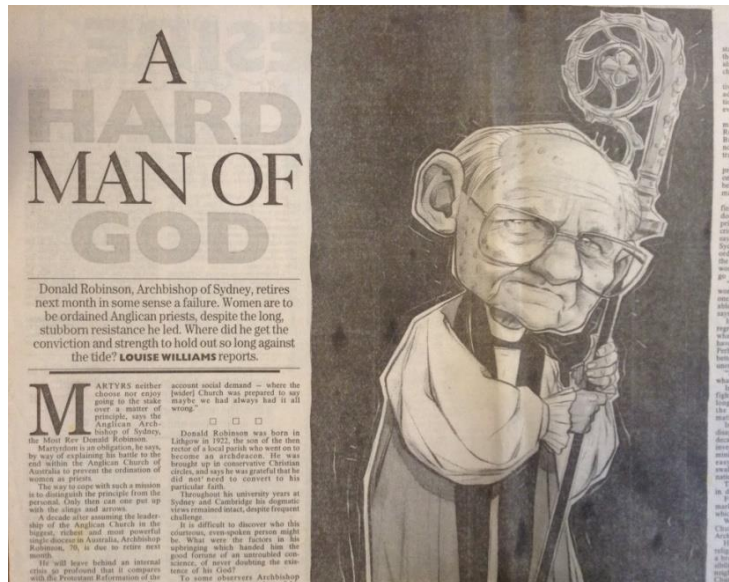 A
HARD
MAN OF
GOD
Donald Robinson, Archbishop of Sydney, retires
next month in some sense a failure. Women are to
be ordained Anglican priests, despite the long,
stubborn resistance he led. Where did he get the
conviction and strength to hold out so long against
the tide? LOUISE WILLIAMS reports.
MARTYRS neither
choose nor enjoy
going to the stake
over a matter of
principle, says the
Anglican Arch-
bishop of Sydney,
the Most Rev Donald Robinson.
Martyrdom is an obligation, he says,
by way of explaining his battle to the
end within the Anglican Church of
Australia to prevent the ordination of
women as priests.
The way to cope with such a mission
is to distinguish the principle from the
personal. Only then can one put up
with the slings and arrows.
A decade after assuming the leader-
ship of the Anglican Church in the
biggest, richest and most powerful
single diocese in Australia, Archbishop
Robinson, 70, is due to retire next
month.
He will leave behind an internal
crisis so profound that it compares
with the Protestant Reformation of the
account social demand — where the
[wider] Church was prepared to say
maybe we had always had it all
wrong."
Donald Robinson was born in
Lithgow in 1922, the son of the then
rector of a local parish who went on to
become an archdeacon. He was
brought up in conservative Christian
circles, and says he was grateful that he
did not need to convert to his
particular faith.
Throughout his university years at
Sydney and Cambridge his dogmatic
views remained intact, despite frequent
challenge.
It is difficult to discover who this
courteous, even-spoken person might
be. What were the factors in his
upbringing which handed him the
good fortune of an untroubled con-
science, of never doubting the exis-
tence of his God?
To some observers Archbishop